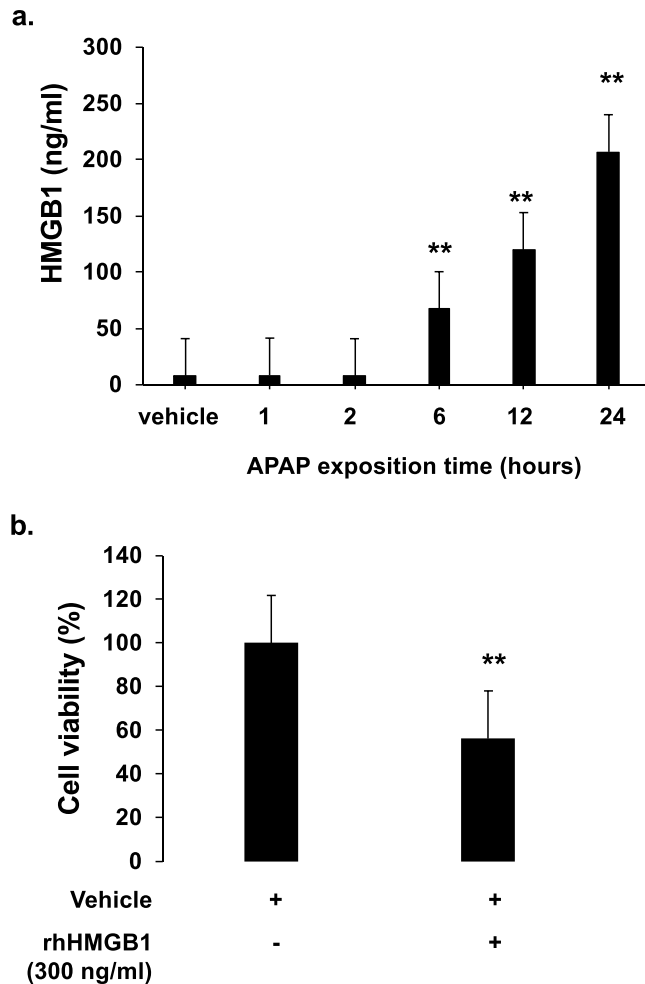 a.
HMGB1 (ng/ml)
300
250
200
150
100
50
0
**
**
**
vehicle 1 2 6 12 24
APAP exposition time (hours)
b.
Cell viability (%)
140
120
100
80
60
40
20
0
**
Vehicle + +
rhHMGB1 - +
(300 ng/ml)